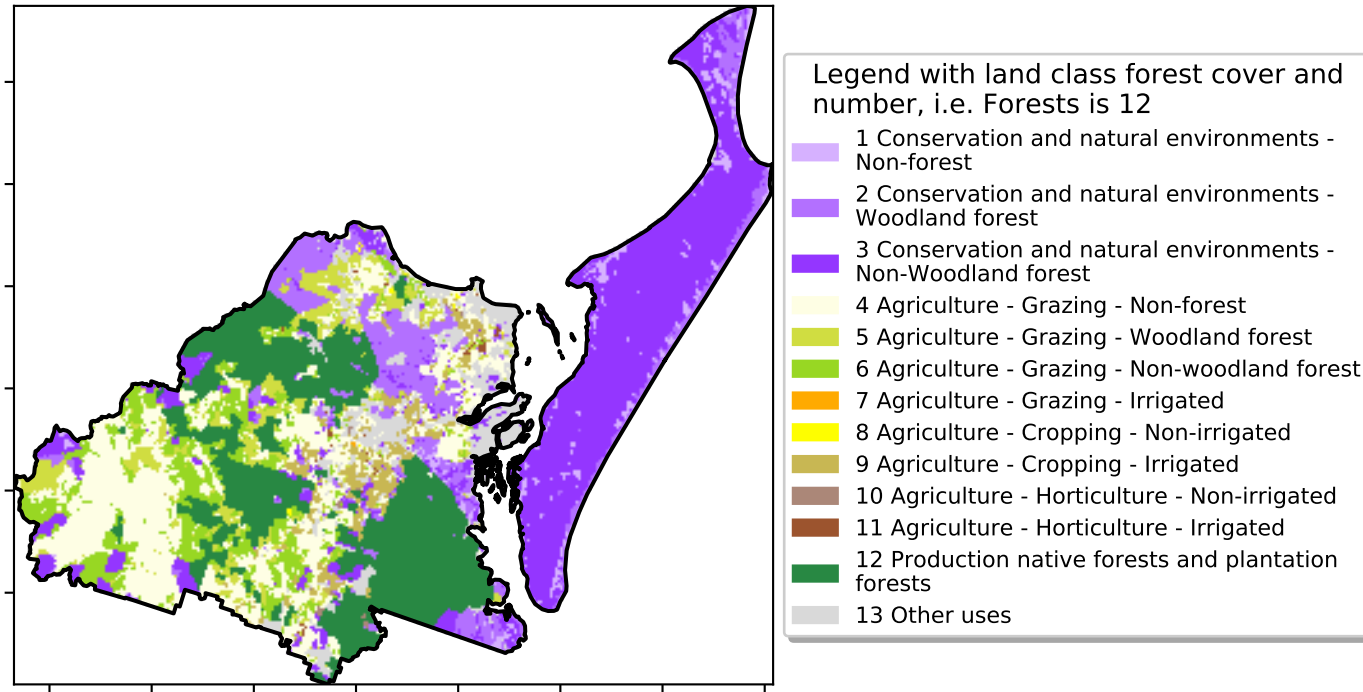 Legend with land class forest cover and
number, i.e. Forests is 12
1 Conservation and natural environments -
Non-forest
2 Conservation and natural environments -
Woodland forest
3 Conservation and natural environments -
Non-Woodland forest
4 Agriculture - Grazing - Non-forest
5 Agriculture - Grazing - Woodland forest
6 Agriculture - Grazing - Non-woodland forest
7 Agriculture - Grazing - Irrigated
8 Agriculture - Cropping - Non-irrigated
9 Agriculture - Cropping - Irrigated
10 Agriculture - Horticulture - Non-irrigated
11 Agriculture - Horticulture - Irrigated
12 Production native forests and plantation
forests
13 Other uses